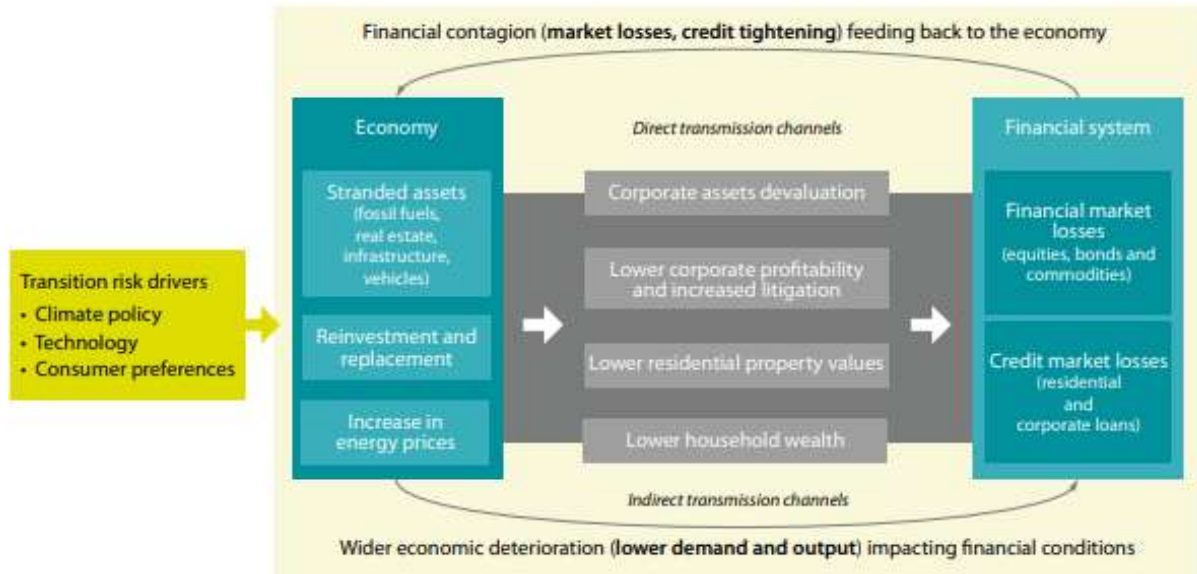 Financial contagion (market losses, credit tightening) feeding back to the economy
Economy
Direct transmission channels
Financial system
Transition risk drivers
• Climate policy
• Technology
• Consumer preferences
Stranded assets
(fossil fuels,
real estate,
infrastructure,
vehicles)
Reinvestment and
replacement
Increase in
energy prices
Corporate assets devaluation
Lower corporate profitability
and increased litigation
Lower residential property values
Lower household wealth
Financial market
losses
(equities, bonds and
commodities)
Credit market losses
(residential
and
corporate loans)
Indirect transmission channels
Wider economic deterioration (lower demand and output) impacting financial conditions